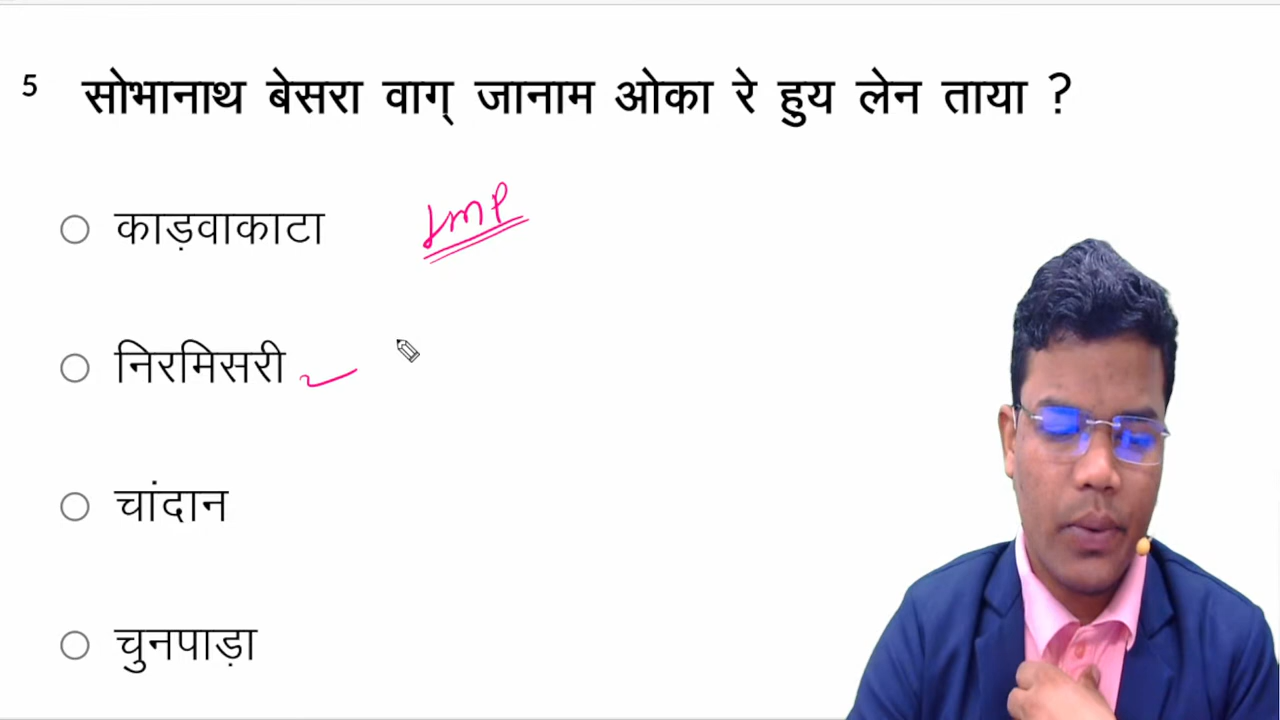 5 सोभानाथ बेसरा वाग् जानाम ओका रे हुय लेन ताया ?
काड़वाकाटा
Imp
निरमिसरी
चांदान
चुनपाड़ा